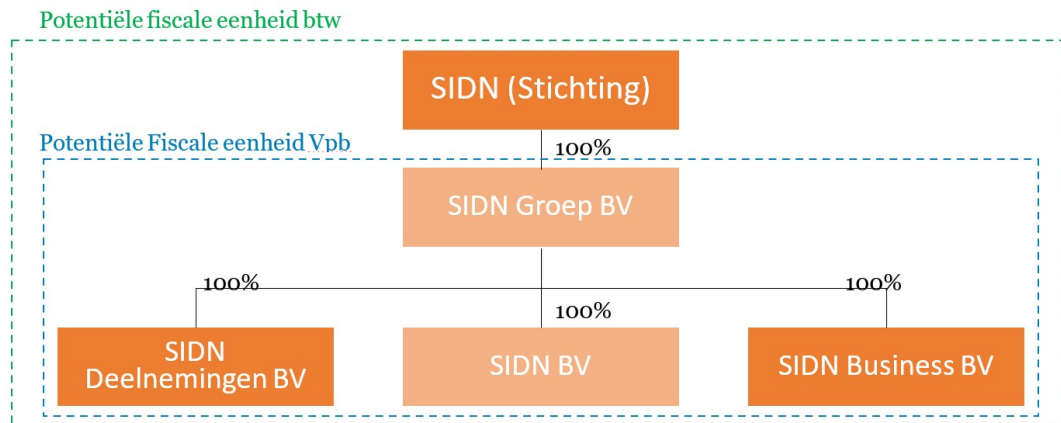 Potentiële fiscale eenheid btw
SIDN (Stichting)
Potentiële Fiscale eenheid Vpb
100%
SIDN Groep BV
100%
100%
100%
SIDN
Deelnemingen BV
SIDN BV
SIDN Business BV